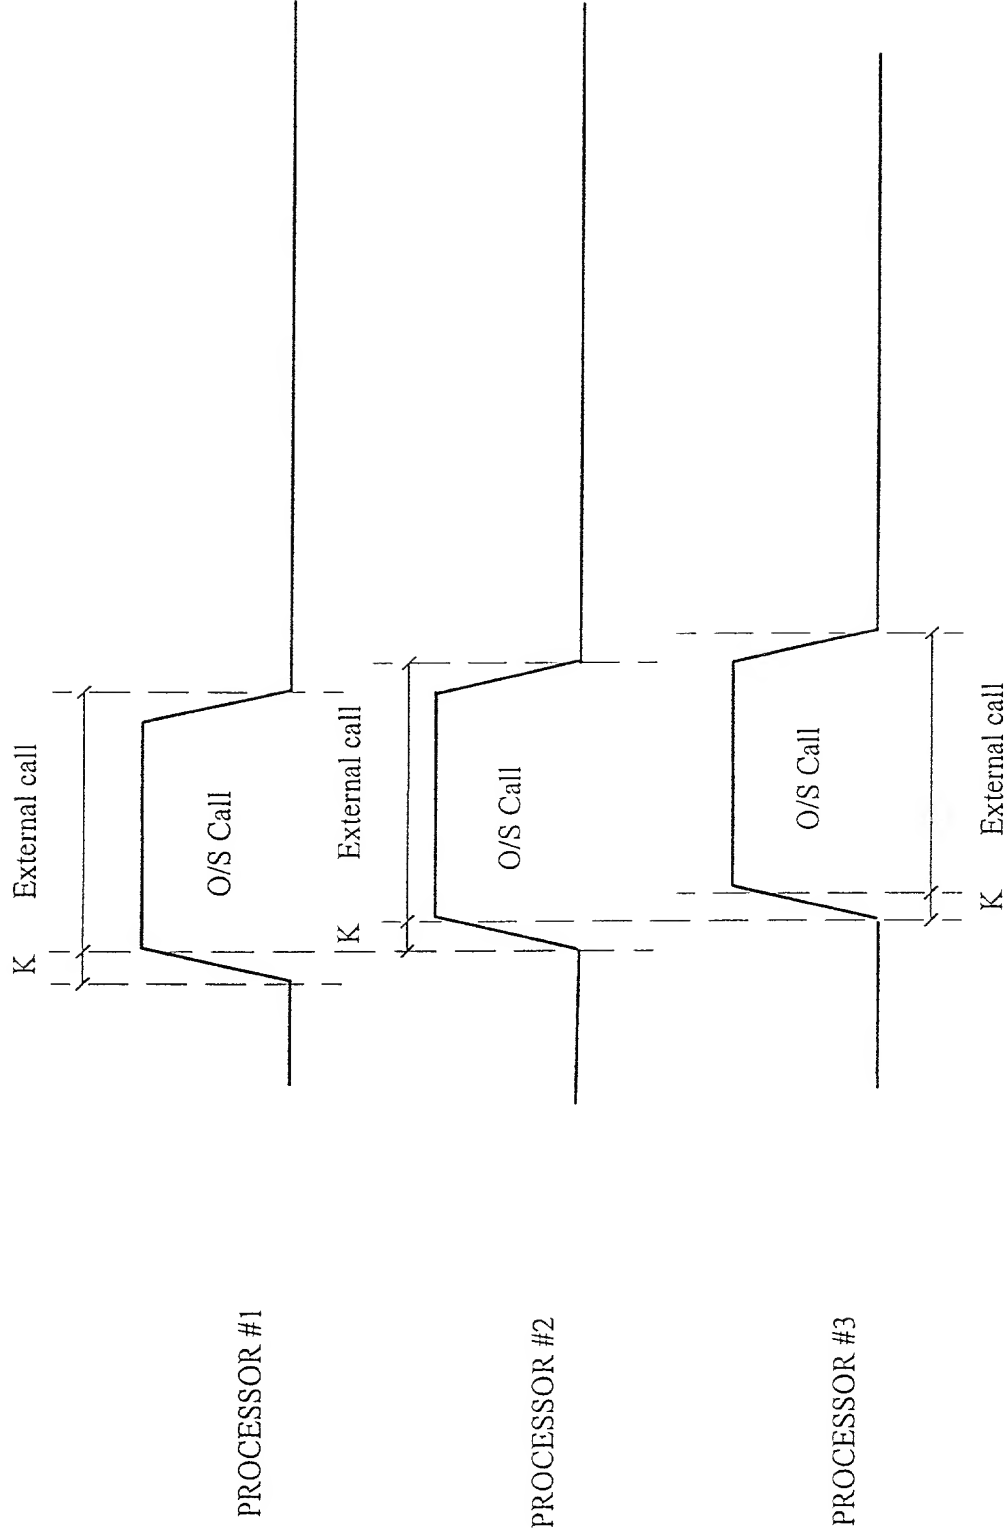 K External call
PROCESSOR #1
O/S Call
K External call
PROCESSOR #2
O/S Call
PROCESSOR #3
O/S Call
K External call